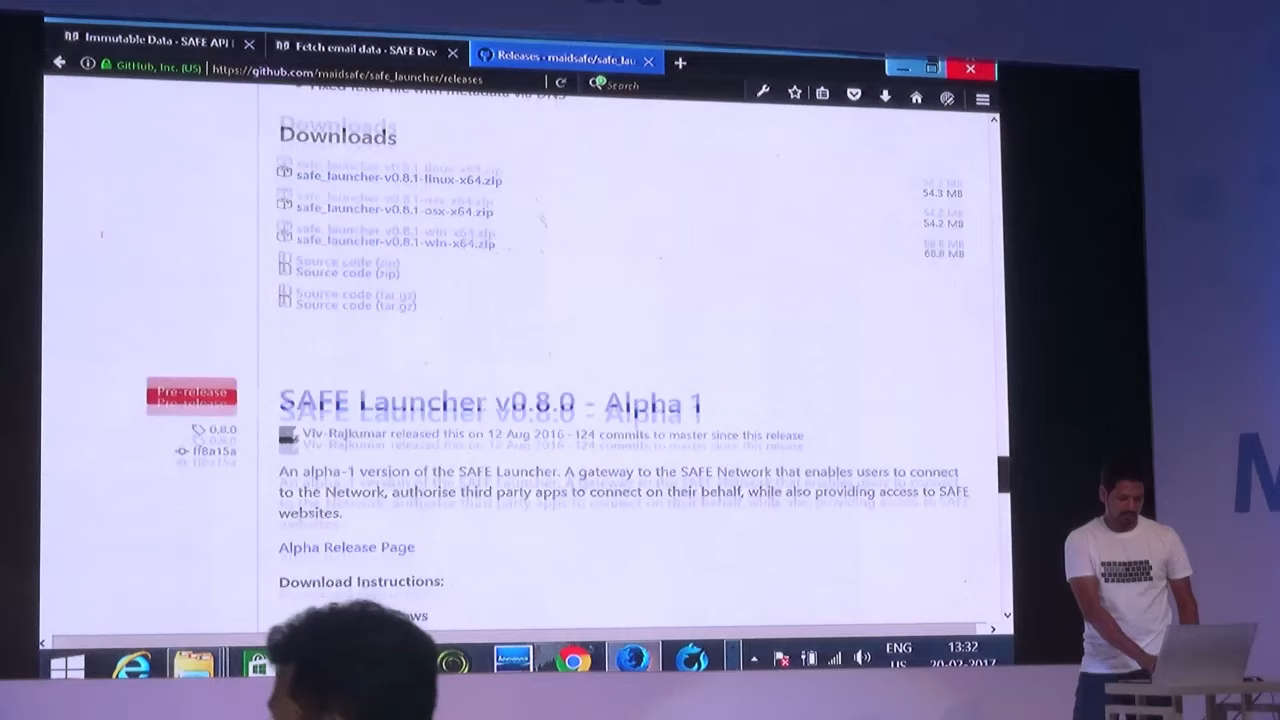 Immutable Data - SAFE API
Fetch email data - SAFE Dev
Releases - maidsafe/safe_lau
GitHub, Inc. (US)
https://github.com/maidsafe/safe_launcher/releases
Search
Downloads
safe_launcher-v0.8.1-linux-x64.zip
54.3 MB
safe_launcher-v0.8.1-osx-x64.zip
54.2 MB
safe_launcher-v0.8.1-win-x64.zip
Source code (zip)
Source code (tar.gz)
Pre-release
SAFE Launcher v0.8.0 - Alpha 1
0.8.0
Viv-Rajkumar released this on 12 Aug 2016 - 124 commits to master since this release
ff8a15a
An alpha-1 version of the SAFE Launcher. A gateway to the SAFE Network that enables users to connect
to the Network, authorise third party apps to connect on their behalf, while also providing access to SAFE
websites.
Alpha Release Page
Download Instructions:
ENG
US
13:32
20-02-2017